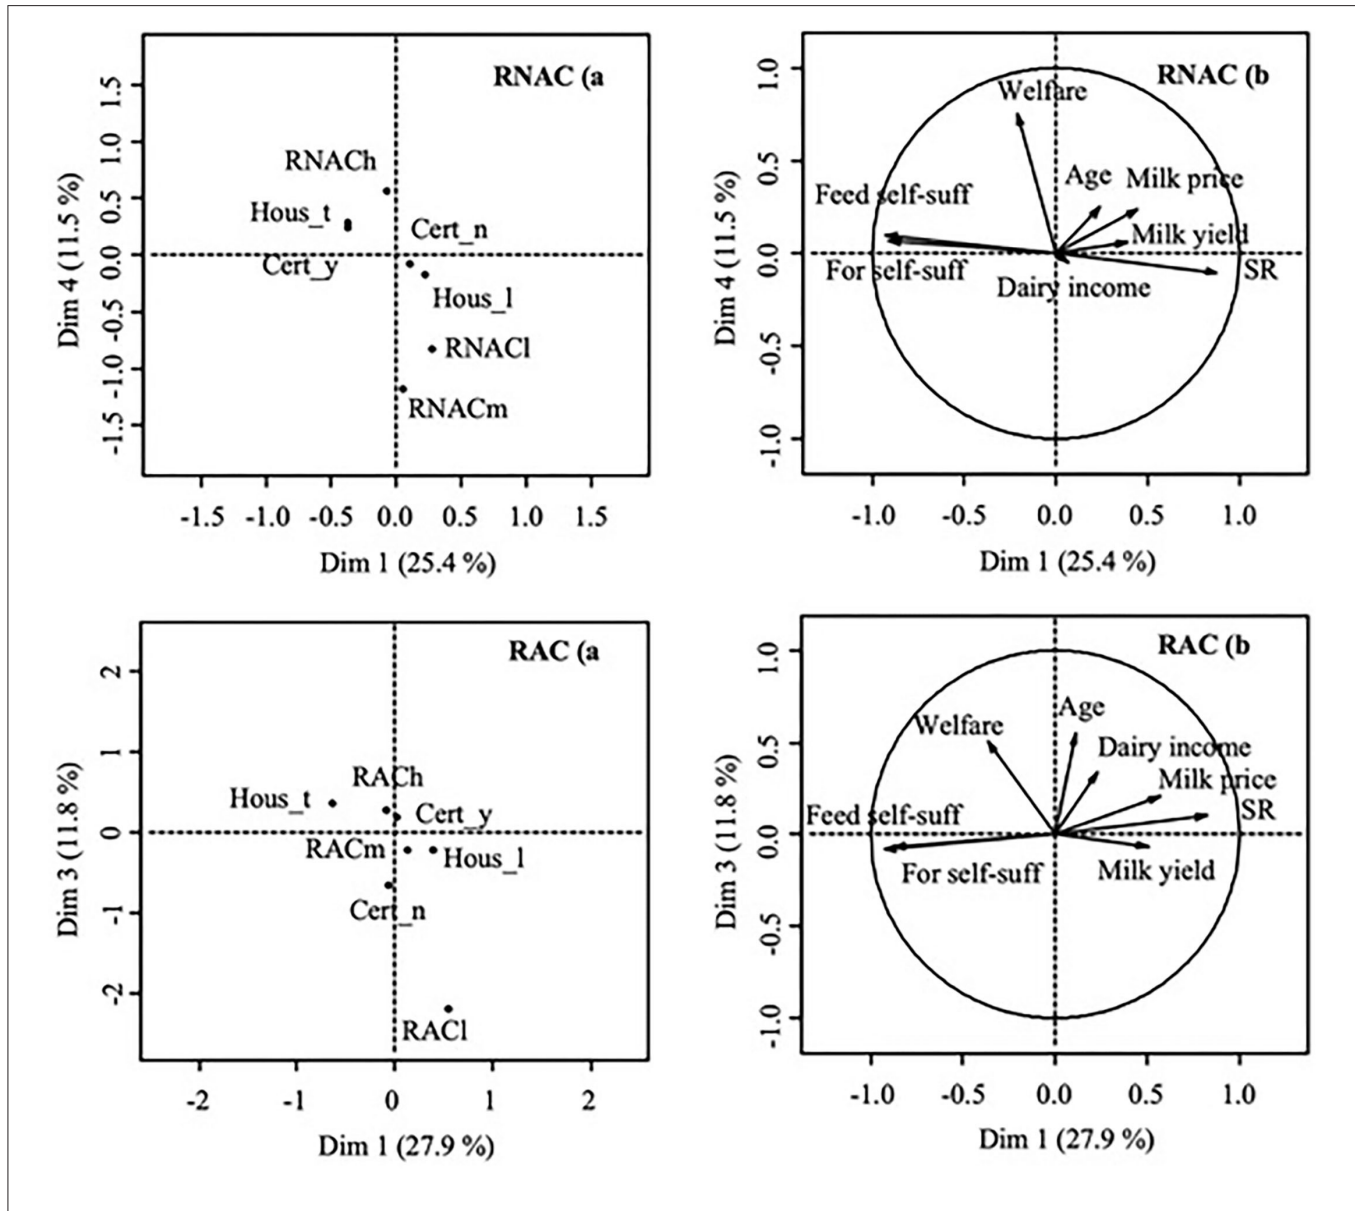 RNAC (a
Dim 4 (11.5 %)
1.5
1.0
0.5
0.0
-0.5
-1.0
-1.5
RNACh
Hous_t
Cert_n
Cert_y
Hous_l
RNACl
RNACm
-1.5 -1.0 -0.5 0.0 0.5 1.0 1.5
Dim 1 (25.4 %)
RNAC (b
Dim 4 (11.5 %)
1.0
0.5
0.0
-0.5
-1.0
Welfare
Age
Milk price
Feed self-suff
Milk yield
For self-suff
SR
Dairy income
-1.0 -0.5 0.0 0.5 1.0
Dim 1 (25.4 %)
RAC (a
Dim 3 (11.8 %)
2
1
0
-1
-2
RACh
Hous_t
Cert_y
RACm
Hous_l
Cert_n
RACl
-2 -1 0 1 2
Dim 1 (27.9 %)
RAC (b
Dim 3 (11.8 %)
1.0
0.5
0.0
-0.5
-1.0
Age
Welfare
Dairy income
Milk price
SR
Feed self-suff
For self-suff
Milk yield
-1.0 -0.5 0.0 0.5 1.0
Dim 1 (27.9 %)